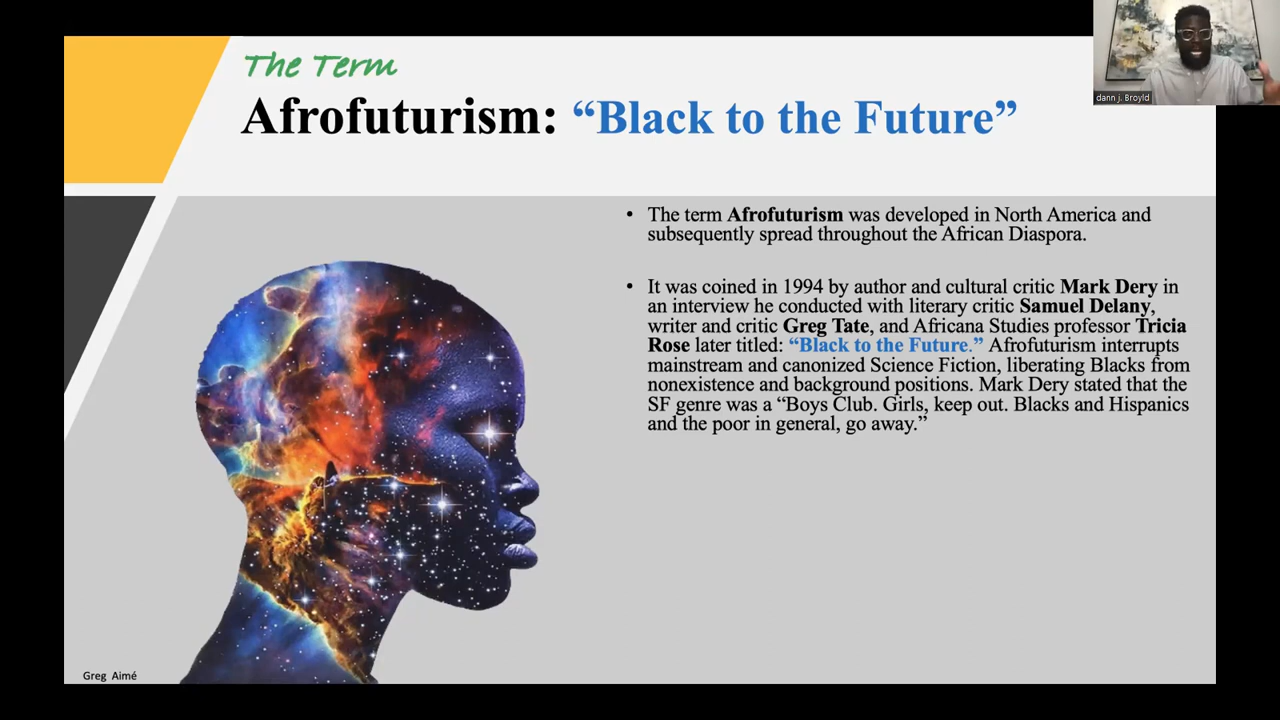 The Term
Afrofuturism: “Black to the Future”
dann j. Broyld
• The term Afrofuturism was developed in North America and
subsequently spread throughout the African Diaspora.
• It was coined in 1994 by author and cultural critic Mark Dery in
an interview he conducted with literary critic Samuel Delany,
writer and critic Greg Tate, and Africana Studies professor Tricia
Rose later titled: “Black to the Future.” Afrofuturism interrupts
mainstream and canonized Science Fiction, liberating Blacks from
nonexistence and background positions. Mark Dery stated that the
SF genre was a “Boys Club. Girls, keep out. Blacks and Hispanics
and the poor in general, go away.”
Greg Aimé